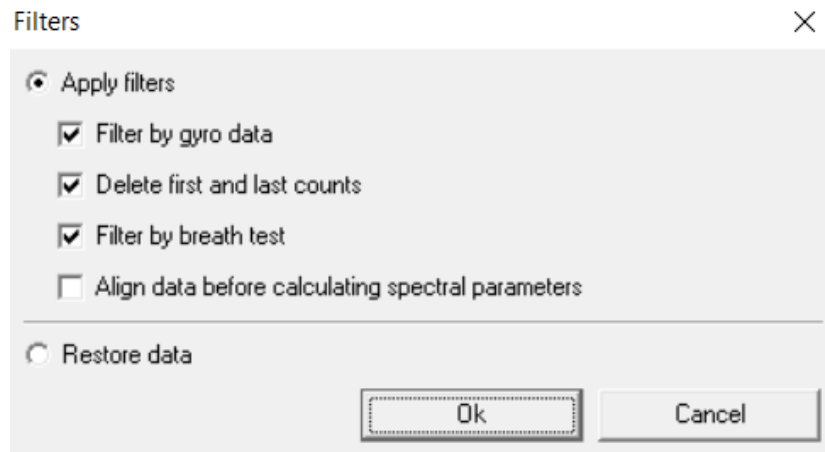 Filters
Apply filters
Filter by gyro data
Delete first and last counts
Filter by breath test
Align data before calculating spectral parameters
Restore data
Ok Cancel